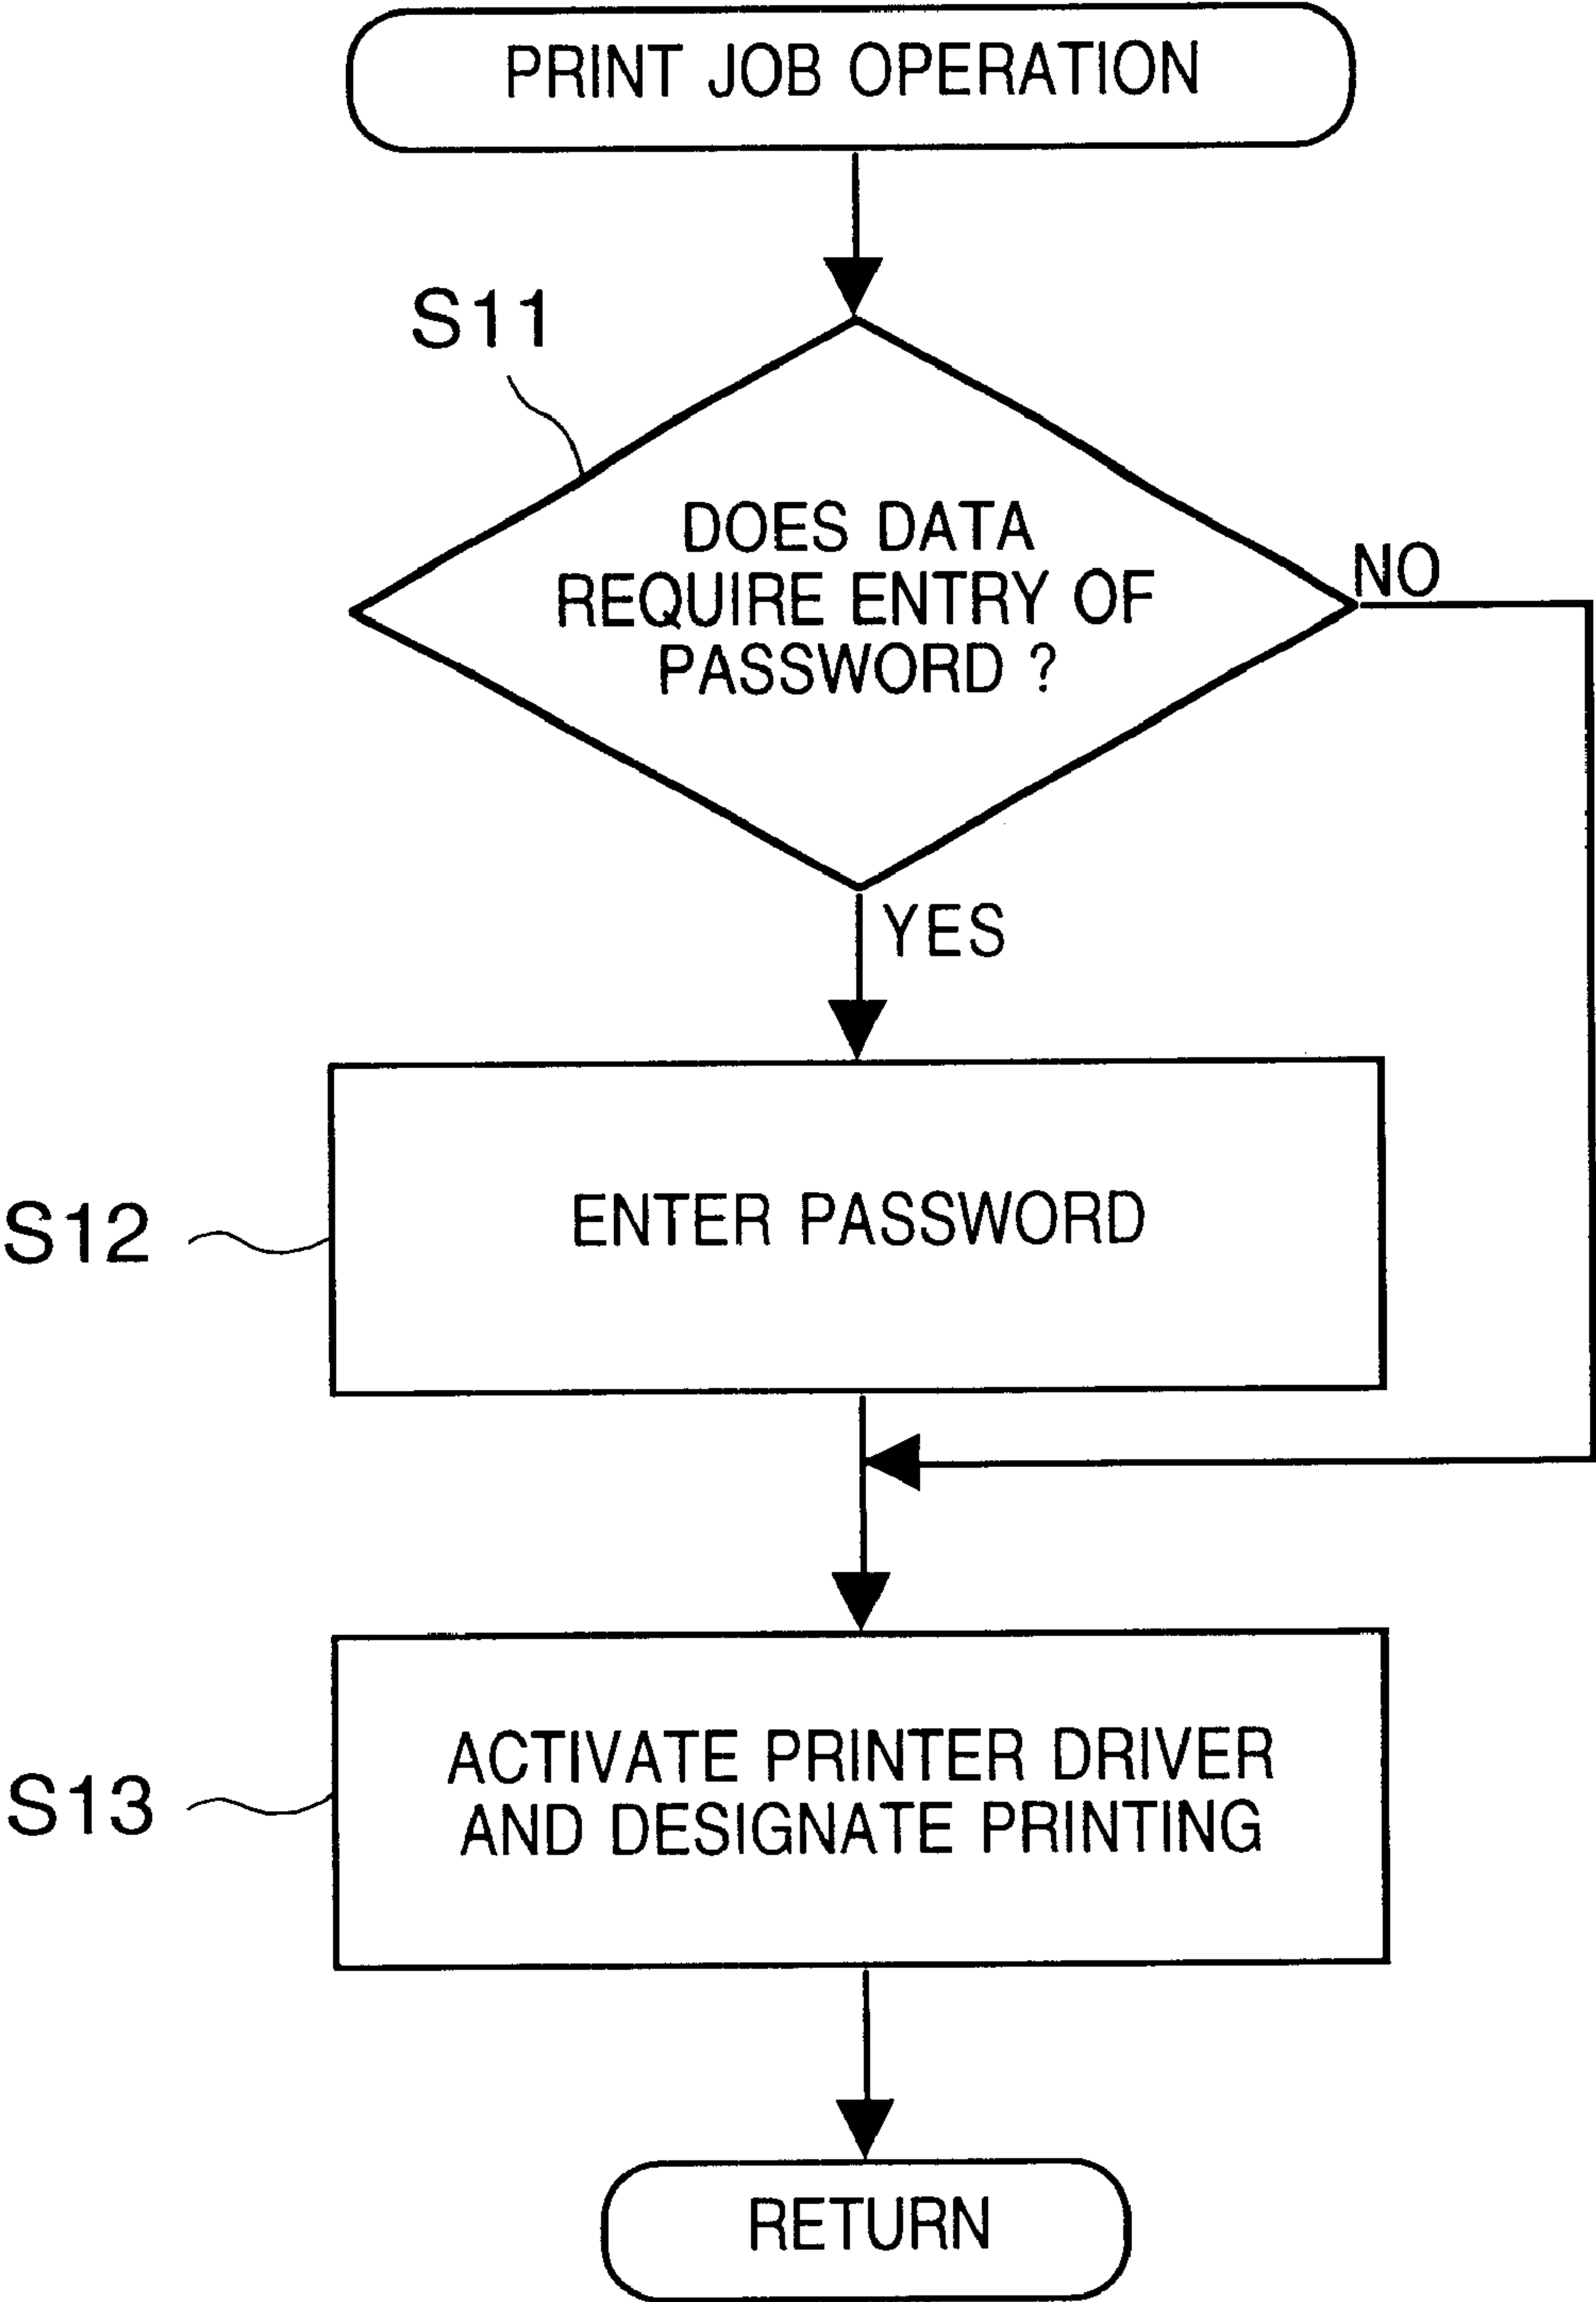 PRINT JOB OPERATION
S11
DOES DATA
REQUIRE ENTRY OF
PASSWORD ?
NO
YES
S12
ENTER PASSWORD
S13
ACTIVATE PRINTER DRIVER
AND DESIGNATE PRINTING
RETURN